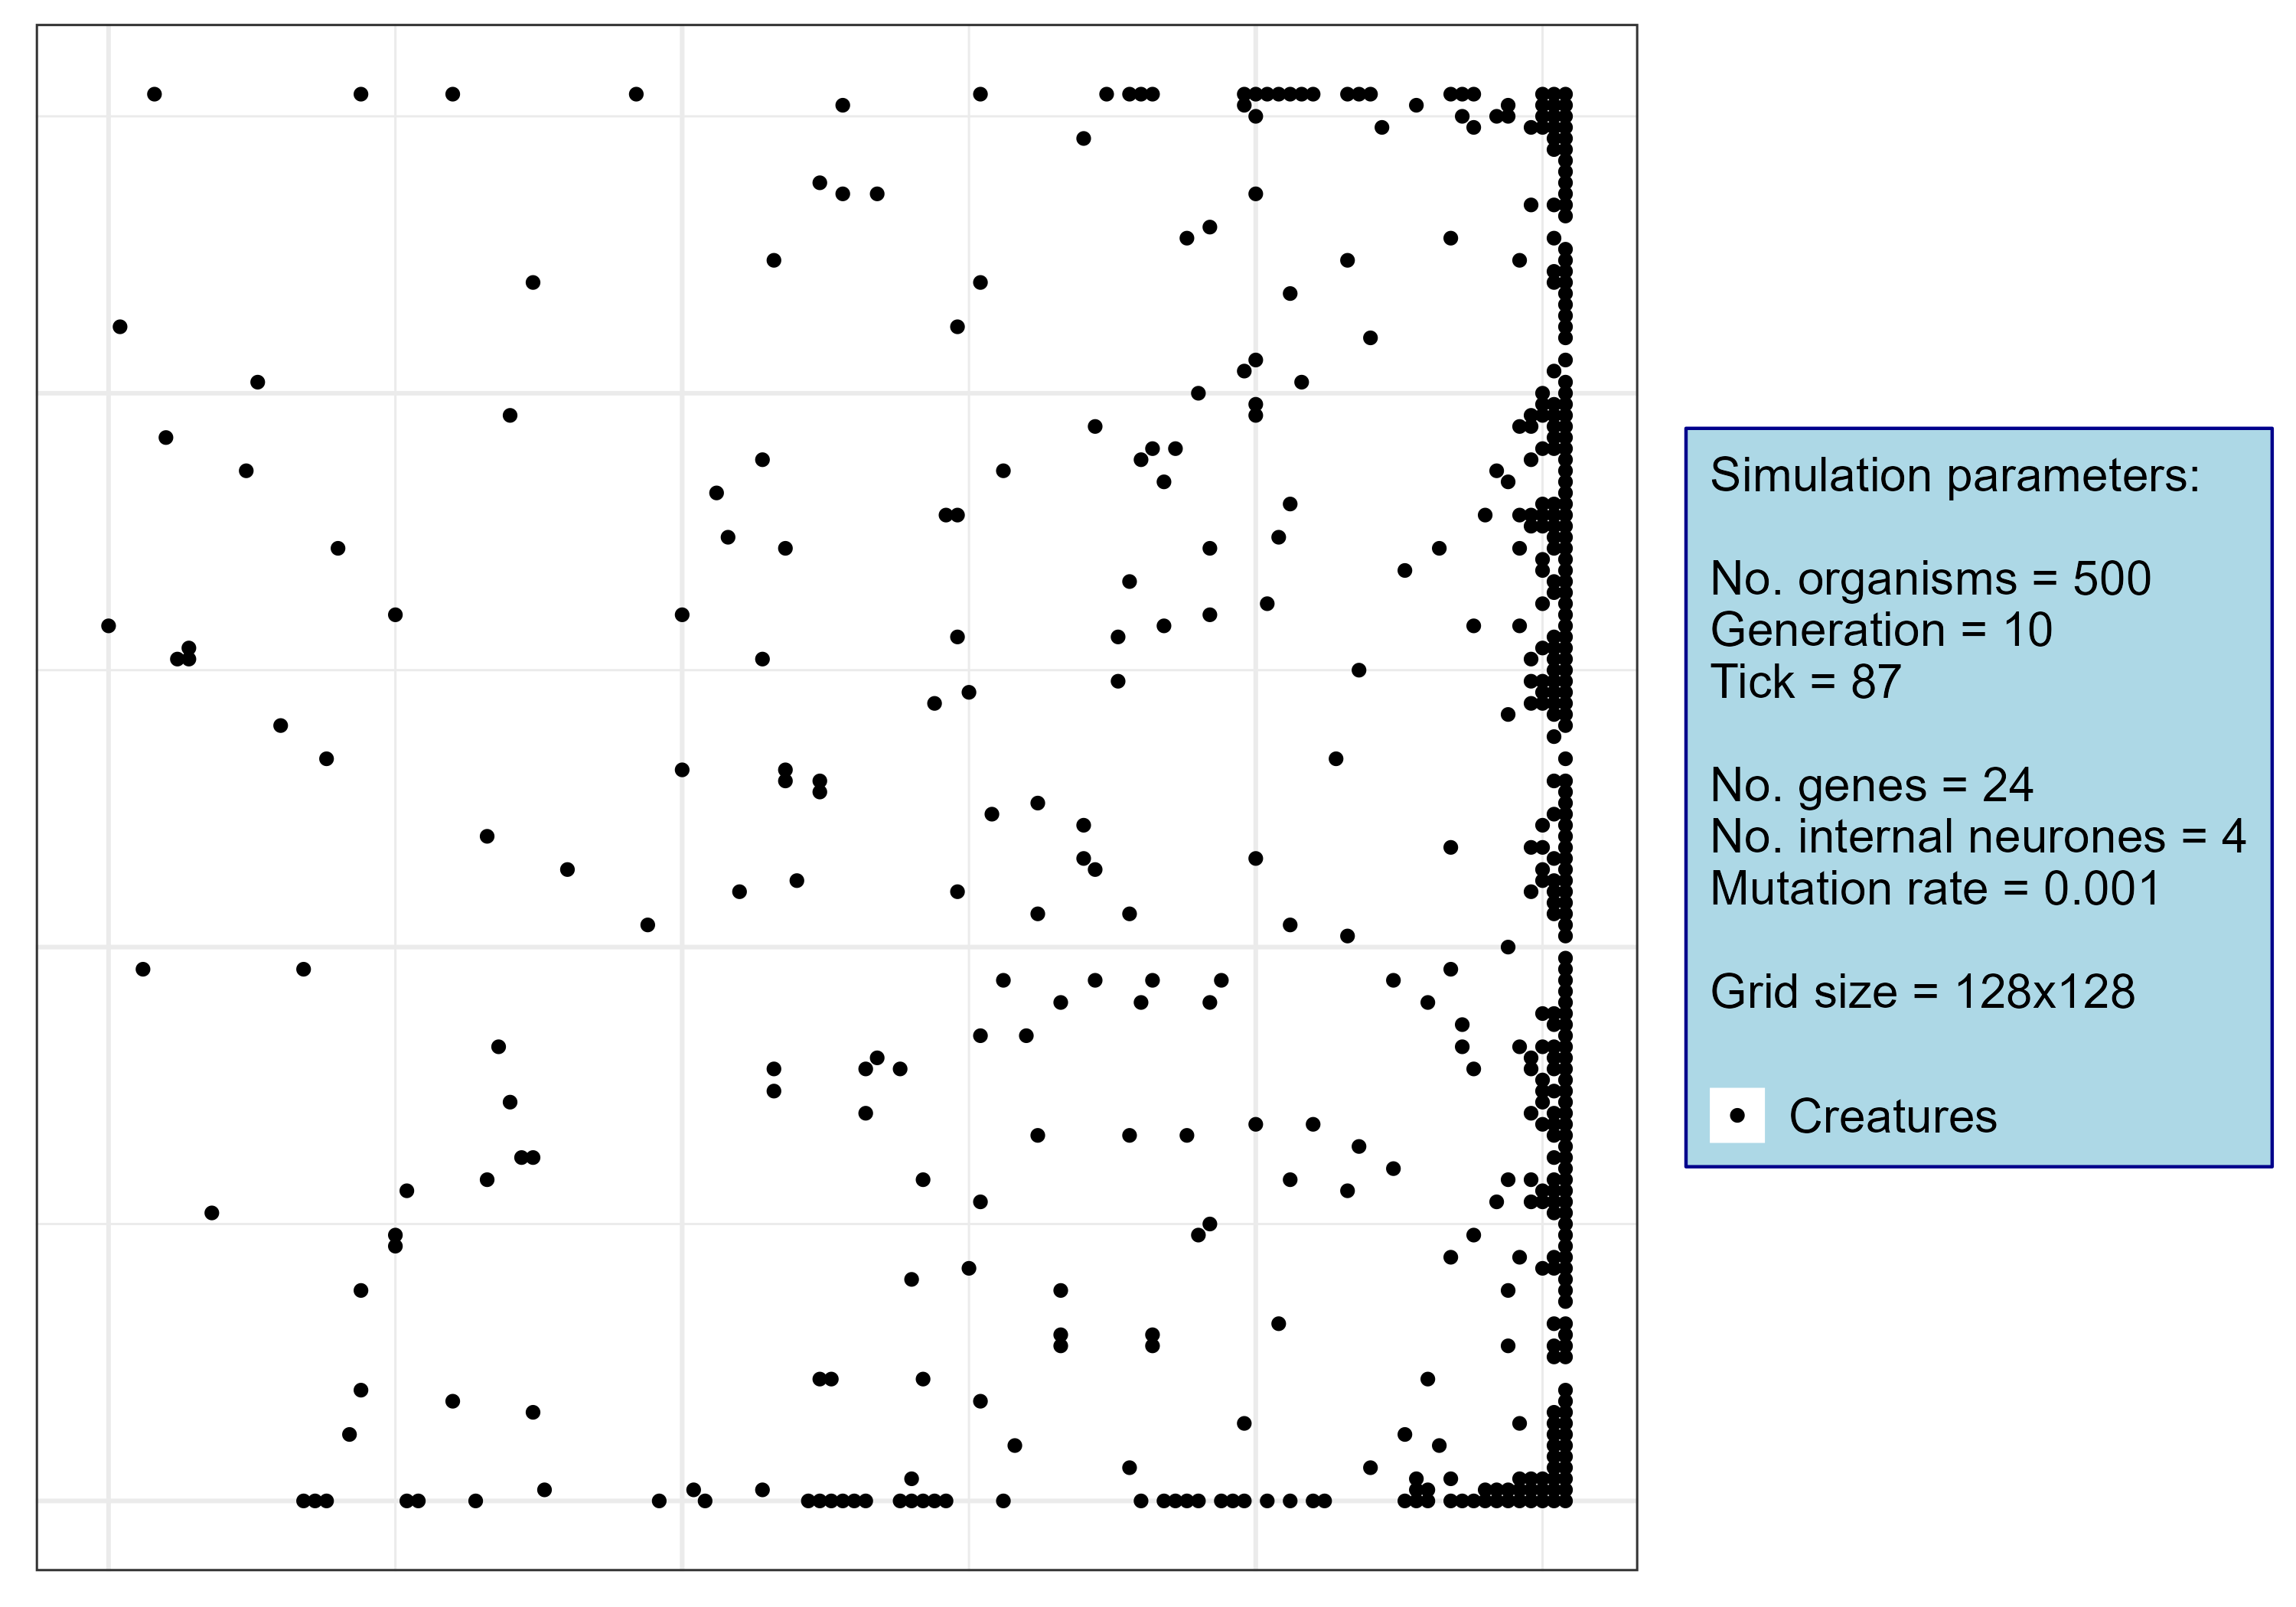 Simulation parameters:
No. organisms = 500
Generation = 10
Tick = 87
No. genes = 24
No. internal neurones = 4
Mutation rate = 0.001
Grid size = 128x128
Creatures